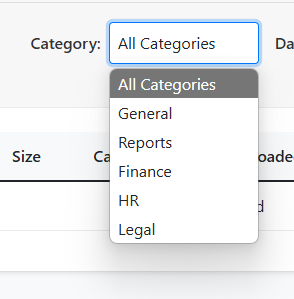 Category: All Categories Da
All Categories
General
Reports
Size Ca oade
Finance
d
HR
Legal